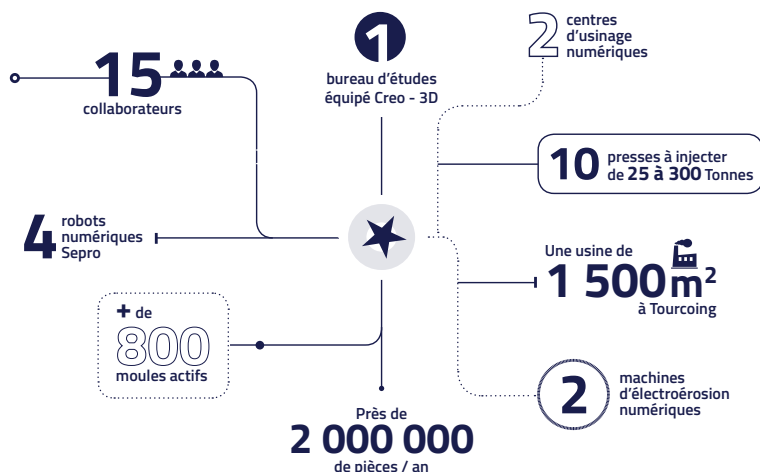 15
collaborateurs
1
bureau d'études
équipé Creo - 3D
2
centres
d'usinage
numériques
10
presses à injecter
de 25 à 300 Tonnes
4
robots
numériques
Sepro
Une usine de
1 500 m²
à Tourcoing
+ de
800
moules actifs
2
machines
d'électroérosion
numériques
Près de
2 000 000
de pièces / an